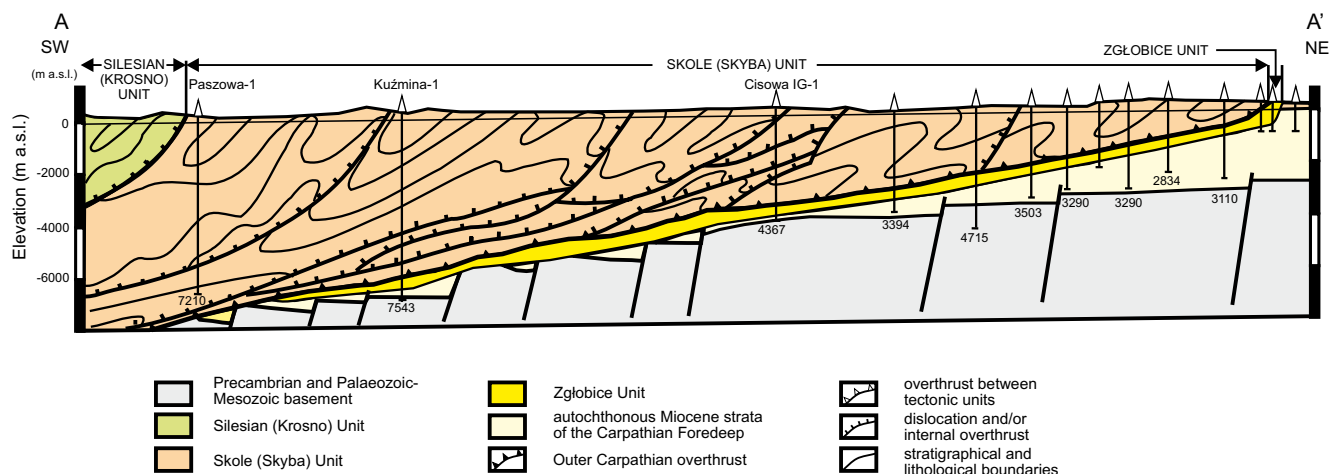 A
A'
SW
NE
(m a.s.l.)
SILESIAN
(KROSNO)
UNIT
SKOLE (SKYBA) UNIT
ZGŁOBICE UNIT
Paszowa-1
Kuźmina-1
Cisowa IG-1
Elevation (m a.s.l.)
0
-2000
-4000
-6000
7210
7543
4367
3394
4715
3503
3290
3290
2834
3110
Precambrian and Palaeozoic-
Mesozoic basement
Silesian (Krosno) Unit
Skole (Skyba) Unit
Zgłobice Unit
autochthonous Miocene strata
of the Carpathian Foredeep
Outer Carpathian overthrust
overthrust between
tectonic units
dislocation and/or
internal overthrust
stratigraphical and
lithological boundaries